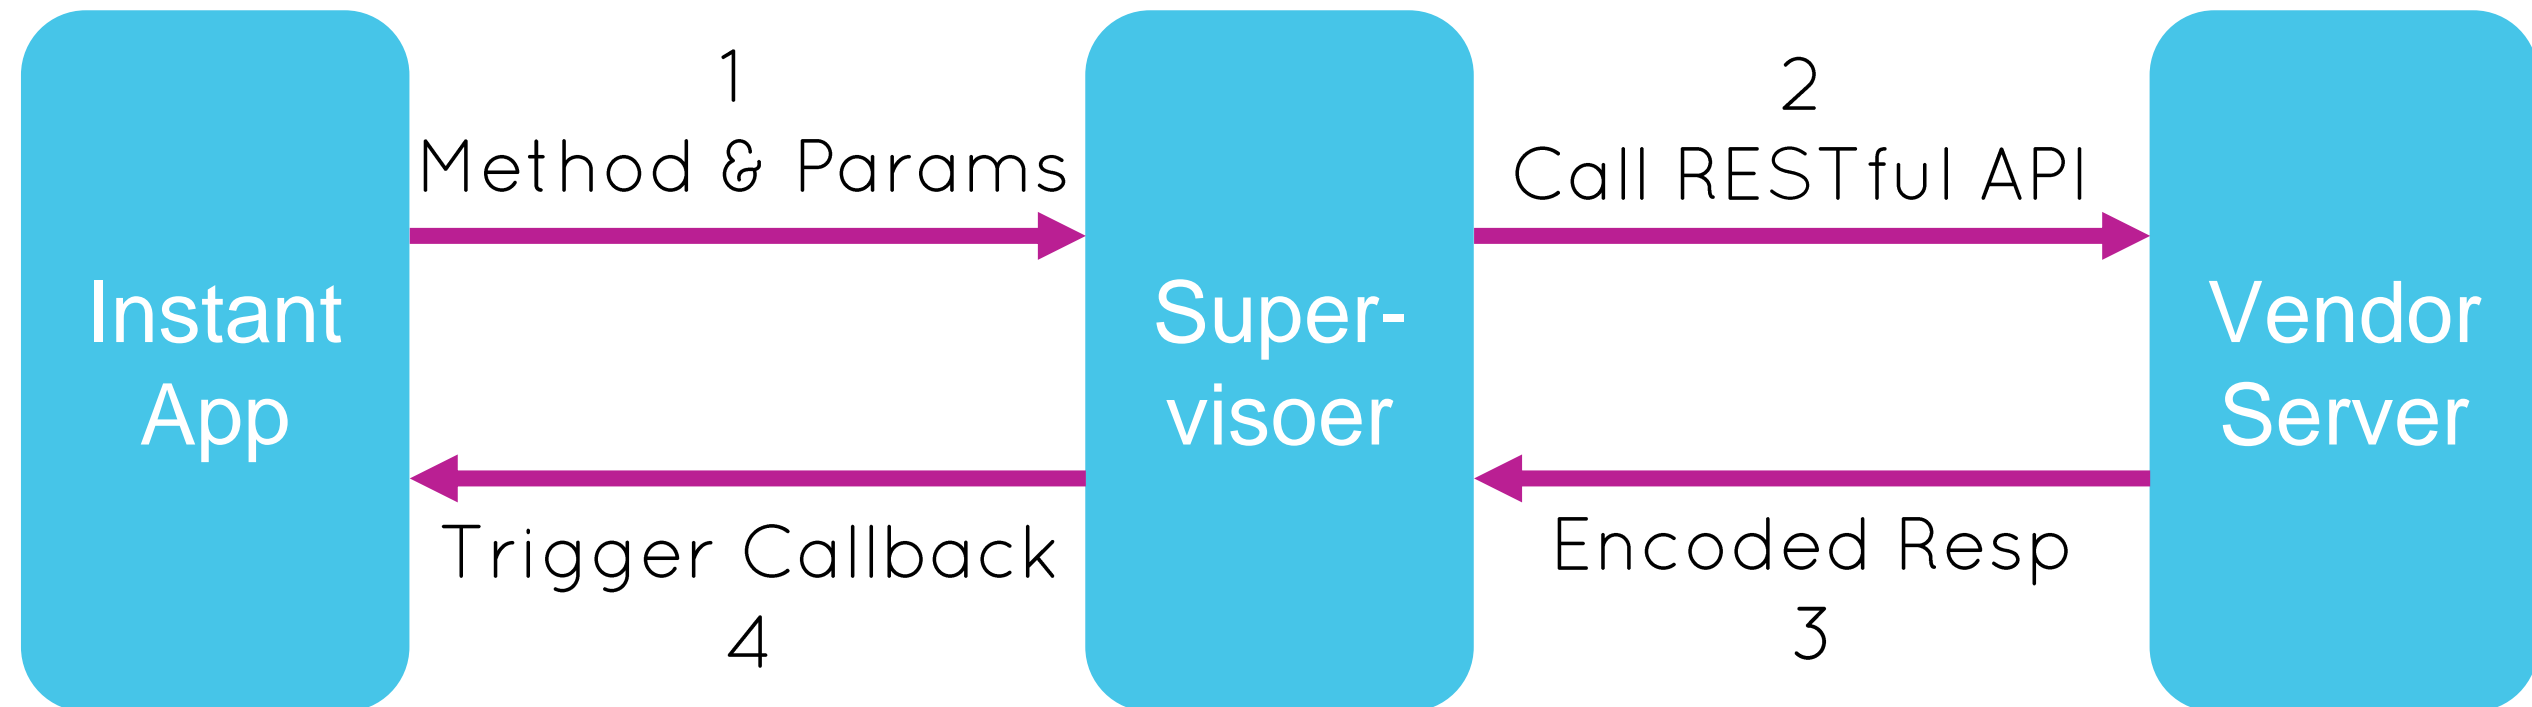 Instant
App
1
Method & Params
Trigger Callback
4
Super-
visoer
2
Call RESTful API
Encoded Resp
3
Vendor
Server